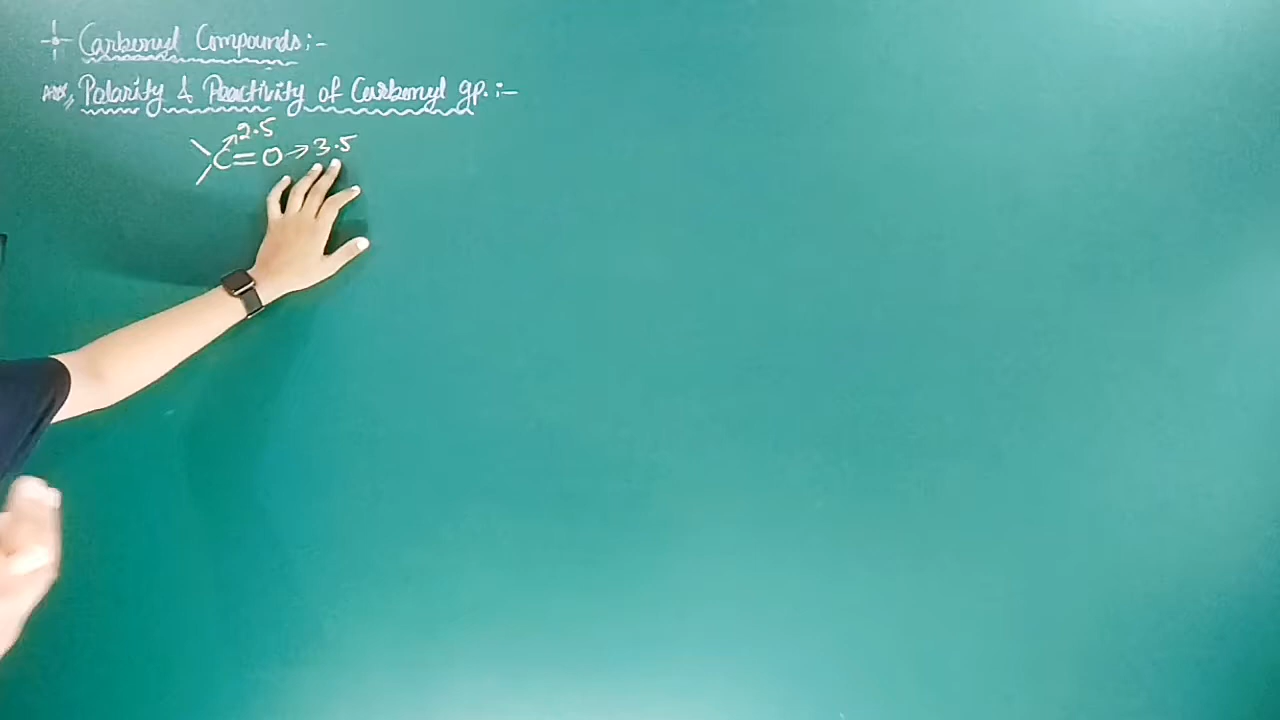 Carbonyl Compounds:-
Polarity & Reactivity of Carbonyl gp.:-
C=O→3.5
2.5